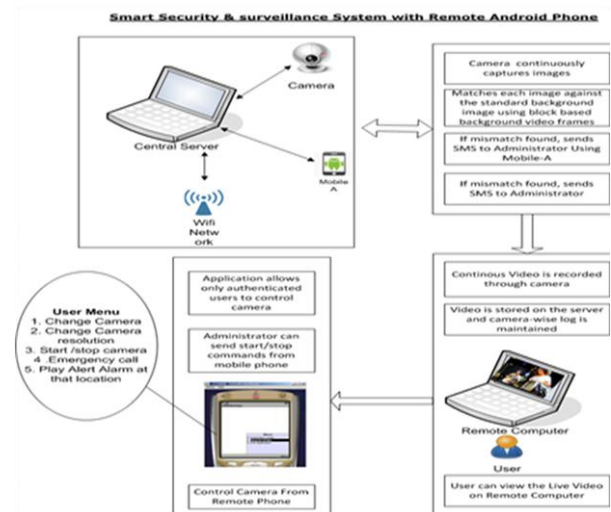 Smart Security & surveillance System with Remote Android Phone
Camera
Central Server
Mobile
A
Wifi
Netw
ork
Camera continuously
captures images
Matches each image against
the standard background
image using block based
background video frames
If mismatch found, sends
SMS to Administrator Using
Mobile-A
If mismatch found, sends
SMS to Administrator
Continous Video is recorded
through camera
Video is stored on the server
and camera-wise log is
maintained
Remote Computer
User
User can view the Live Video
on Remote Computer
Application allows
only authenticated
users to control
camera
Administrator can
send start/stop
commands from
mobile phone
Control Camera From
Remote Phone
User Menu
1. Change Camera
2. Change Camera
resolution
3. Start /stop camera
4 .Emergency call
5. Play Alert Alarm at
that location